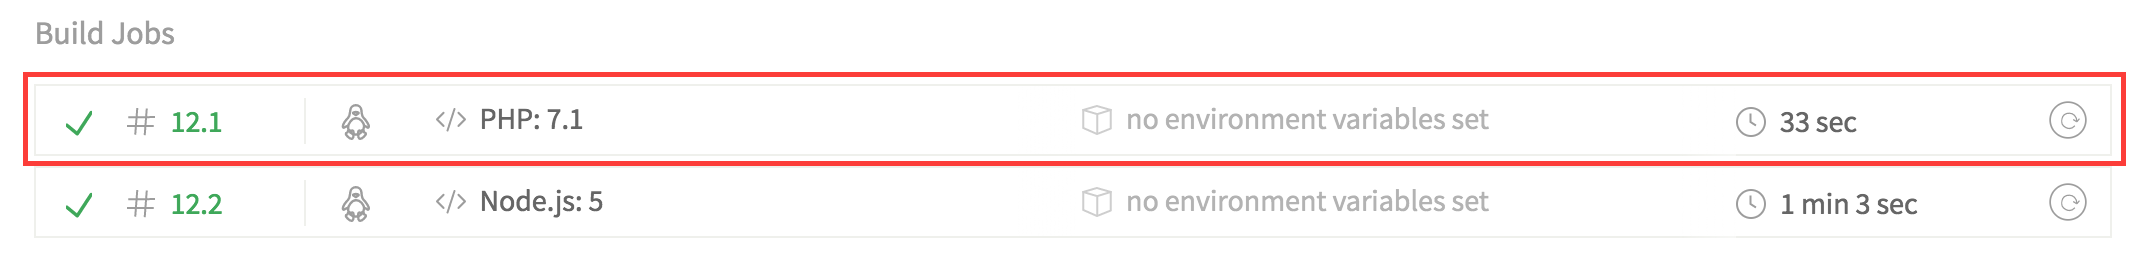 Build Jobs
# 12.1 </> PHP: 7.1 no environment variables set 33 sec
# 12.2 </> Node.js: 5 no environment variables set 1 min 3 sec